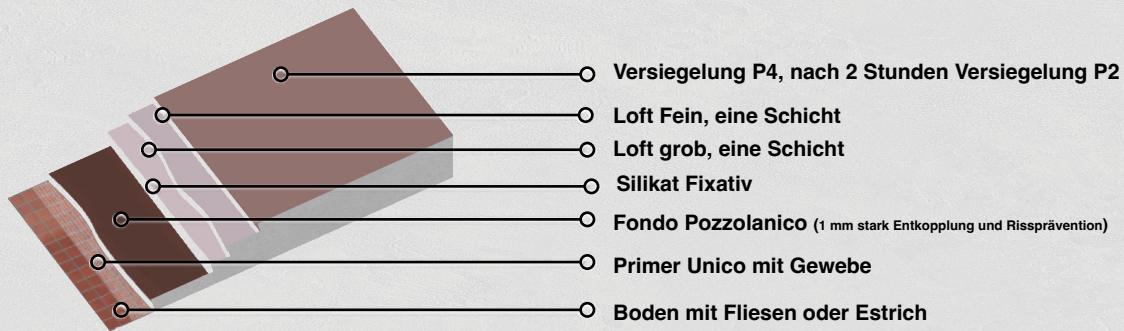 Versiegelung P4, nach 2 Stunden Versiegelung P2
Loft Fein, eine Schicht
Loft grob, eine Schicht
Silikat Fixativ
Fondo Pozzolanico (1 mm stark Entkopplung und Rissprävention)
Primer Unico mit Gewebe
Boden mit Fliesen oder Estrich